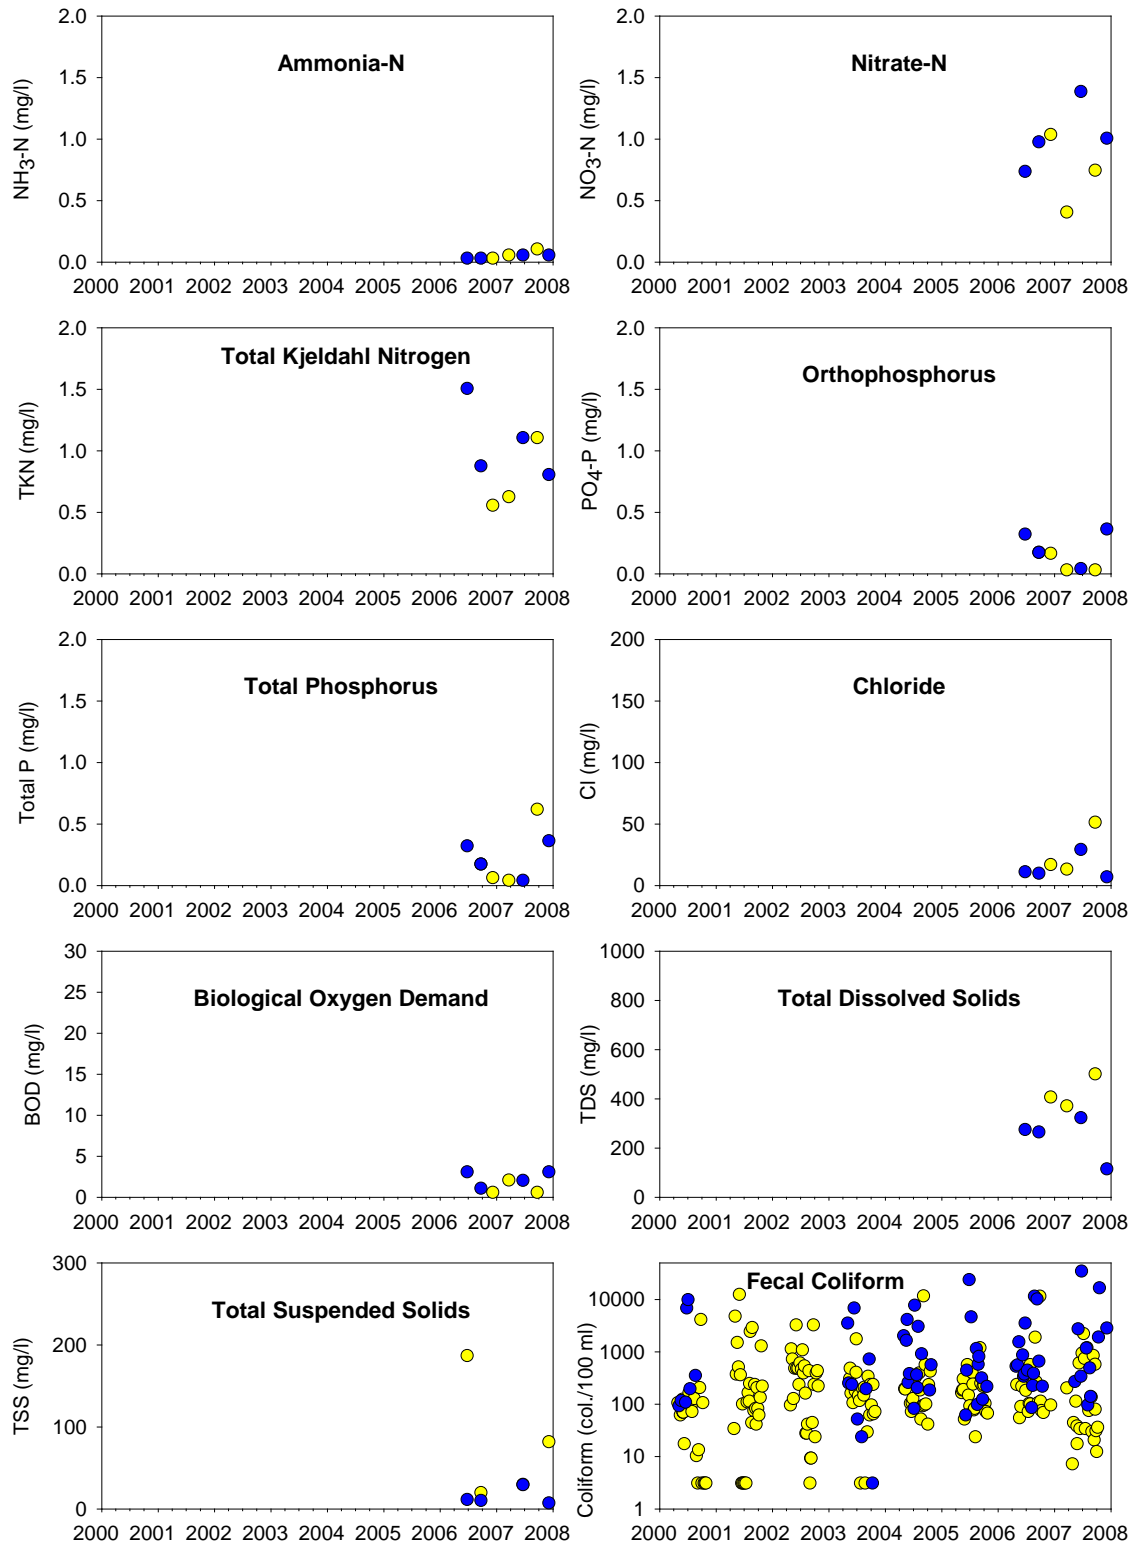 Ammonia-N
NH3-N (mg/l)
2.0
1.5
1.0
0.5
0.0
2000 2001 2002 2003 2004 2005 2006 2007 2008
Nitrate-N
NO3-N (mg/l)
2.0
1.5
1.0
0.5
0.0
2000 2001 2002 2003 2004 2005 2006 2007 2008
Total Kjeldahl Nitrogen
TKN (mg/l)
2.0
1.5
1.0
0.5
0.0
2000 2001 2002 2003 2004 2005 2006 2007 2008
Orthophosphorus
PO4-P (mg/l)
2.0
1.5
1.0
0.5
0.0
2000 2001 2002 2003 2004 2005 2006 2007 2008
Total Phosphorus
Total P (mg/l)
2.0
1.5
1.0
0.5
0.0
2000 2001 2002 2003 2004 2005 2006 2007 2008
Chloride
Cl (mg/l)
200
150
100
50
0
2000 2001 2002 2003 2004 2005 2006 2007 2008
Biological Oxygen Demand
BOD (mg/l)
30
25
20
15
10
5
0
2000 2001 2002 2003 2004 2005 2006 2007 2008
Total Dissolved Solids
TDS (mg/l)
1000
800
600
400
200
0
2000 2001 2002 2003 2004 2005 2006 2007 2008
Total Suspended Solids
TSS (mg/l)
300
200
100
0
2000 2001 2002 2003 2004 2005 2006 2007 2008
Fecal Coliform
Coliform (col./100 ml)
10000
1000
100
10
1
2000 2001 2002 2003 2004 2005 2006 2007 2008